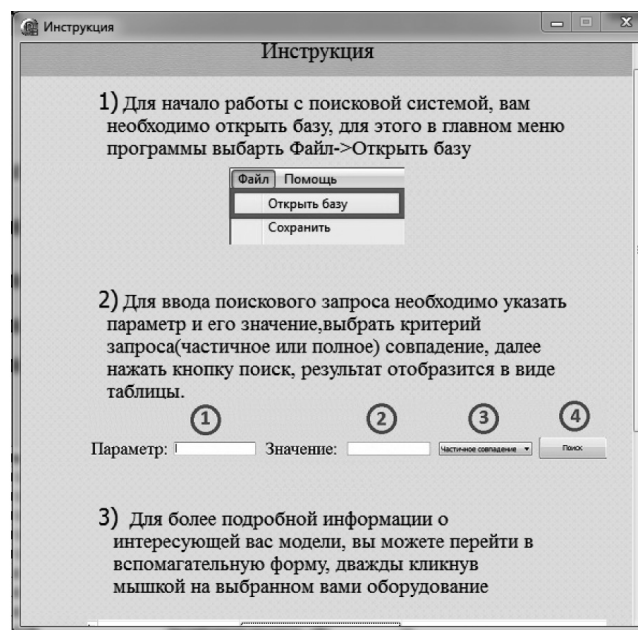 Инструкция
Инструкция
1) Для начало работы с поисковой системой, вам
необходимо открыть базу, для этого в главном меню
программы выбарть Файл->Открыть базу
Файл Помощь
Открыть базу
Сохранить
2) Для ввода поискового запроса необходимо указать
параметр и его значение,выбрать критерий
запроса(частичное или полное) совпадение, далее
нажать кнопку поиск, результат отобразится в виде
таблицы.
1 2 3 4
Параметр: Значение: Частичное совпадение Поиск
3) Для более подробной информации о
интересующей вас модели, вы можете перейти в
вспомагательную форму, дважды кликнув
мышкой на выбранном вами оборудование